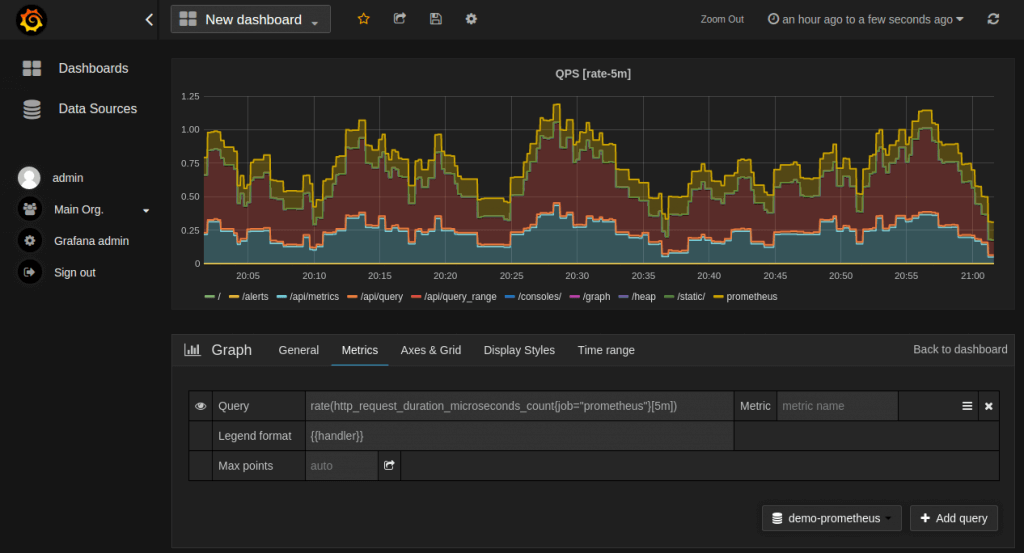 New dashboard
Zoom Out
an hour ago to a few seconds ago
Dashboards
Data Sources
admin
Main Org.
Grafana admin
Sign out
QPS [rate-5m]
1.25
1.00
0.75
0.50
0.25
0
20:05 20:10 20:15 20:20 20:25 20:30 20:35 20:40 20:45 20:50 20:55 21:00
/ /alerts /api/metrics /api/query /api/query_range /consoles/ /graph /heap /static/ prometheus
Graph General Metrics Axes & Grid Display Styles Time range Back to dashboard
Query rate(http_request_duration_microseconds_count{job="prometheus"}[5m]) Metric metric name
Legend format {{handler}}
Max points auto
demo-prometheus Add query